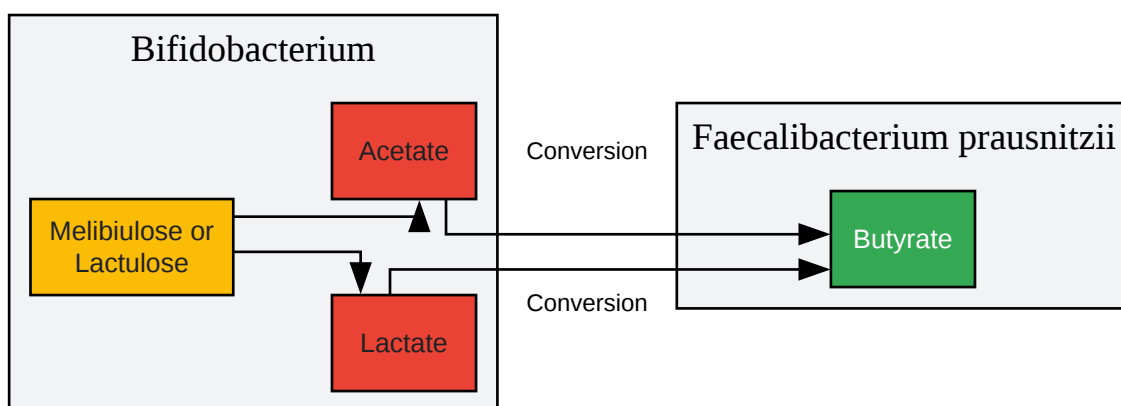 Bifidobacterium
Acetate
Melibiulose or
Lactulose
Lactate
Conversion
Conversion
Faecalibacterium prausnitzii
Butyrate